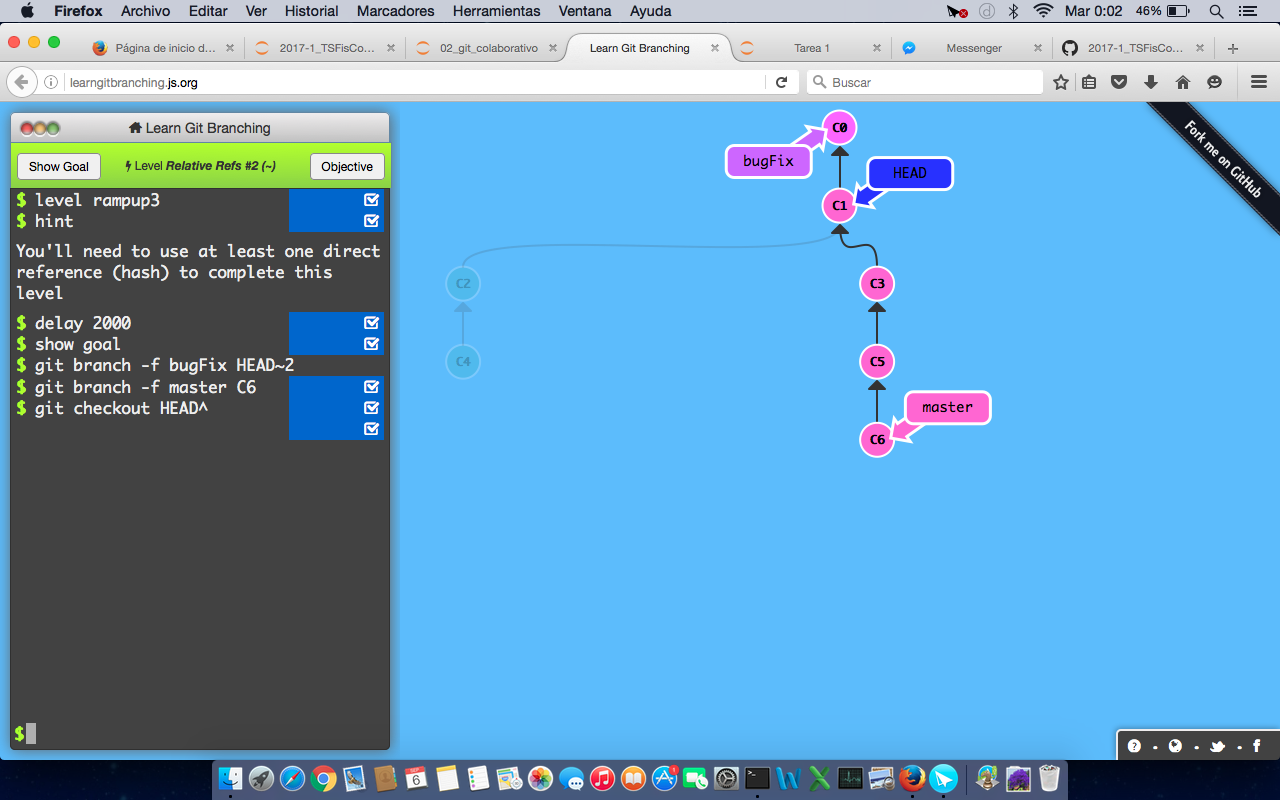 Firefox Archivo Editar Ver Historial Marcadores Herramientas Ventana Ayuda Mar 0:02 46%
Página de inicio d... 2017-1_TSFisCo... 02_git_colaborativo Learn Git Branching Tarea 1 Messenger 2017-1_TSFisCo...
learngitbranching.js.org Buscar
Learn Git Branching
Show Goal Level Relative Refs #2 (~) Objective
$ level rampup3
$ hint
You'll need to use at least one direct
reference (hash) to complete this
level
$ delay 2000
$ show goal
$ git branch -f bugFix HEAD~2
$ git branch -f master C6
$ git checkout HEAD^
$
C0
bugFix
HEAD
C1
C2
C3
C4
C5
master
C6
Fork me on GitHub
SEP
6
1